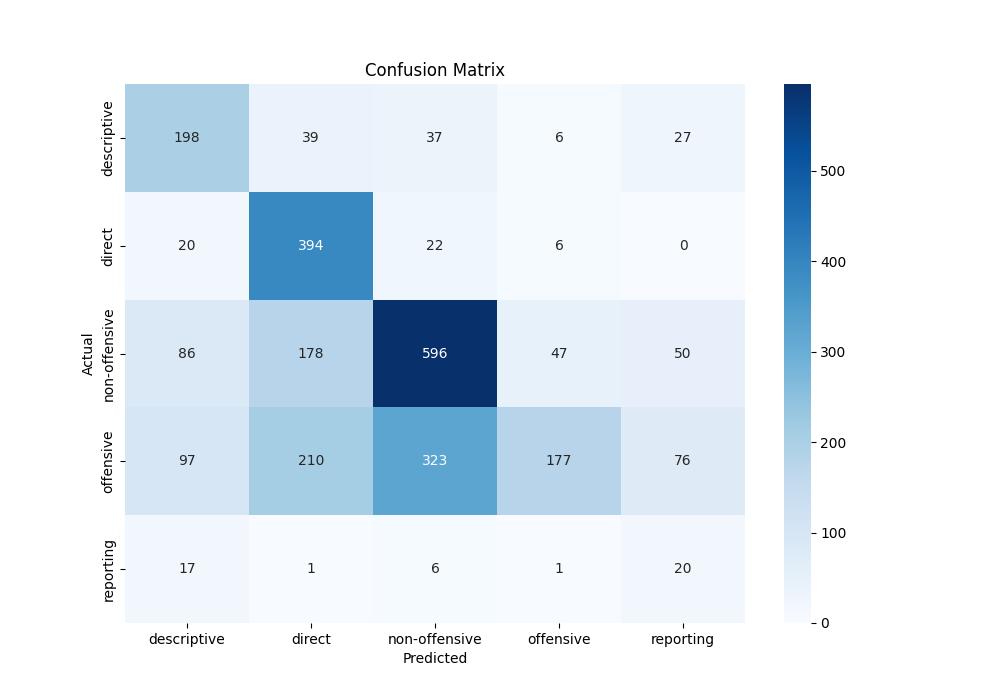 Confusion Matrix
Actual
descriptive 198 39 37 6 27
direct 20 394 22 6 0
non-offensive 86 178 596 47 50
offensive 97 210 323 177 76
reporting 17 1 6 1 20
descriptive direct non-offensive offensive reporting
Predicted
500
400
300
200
100
0